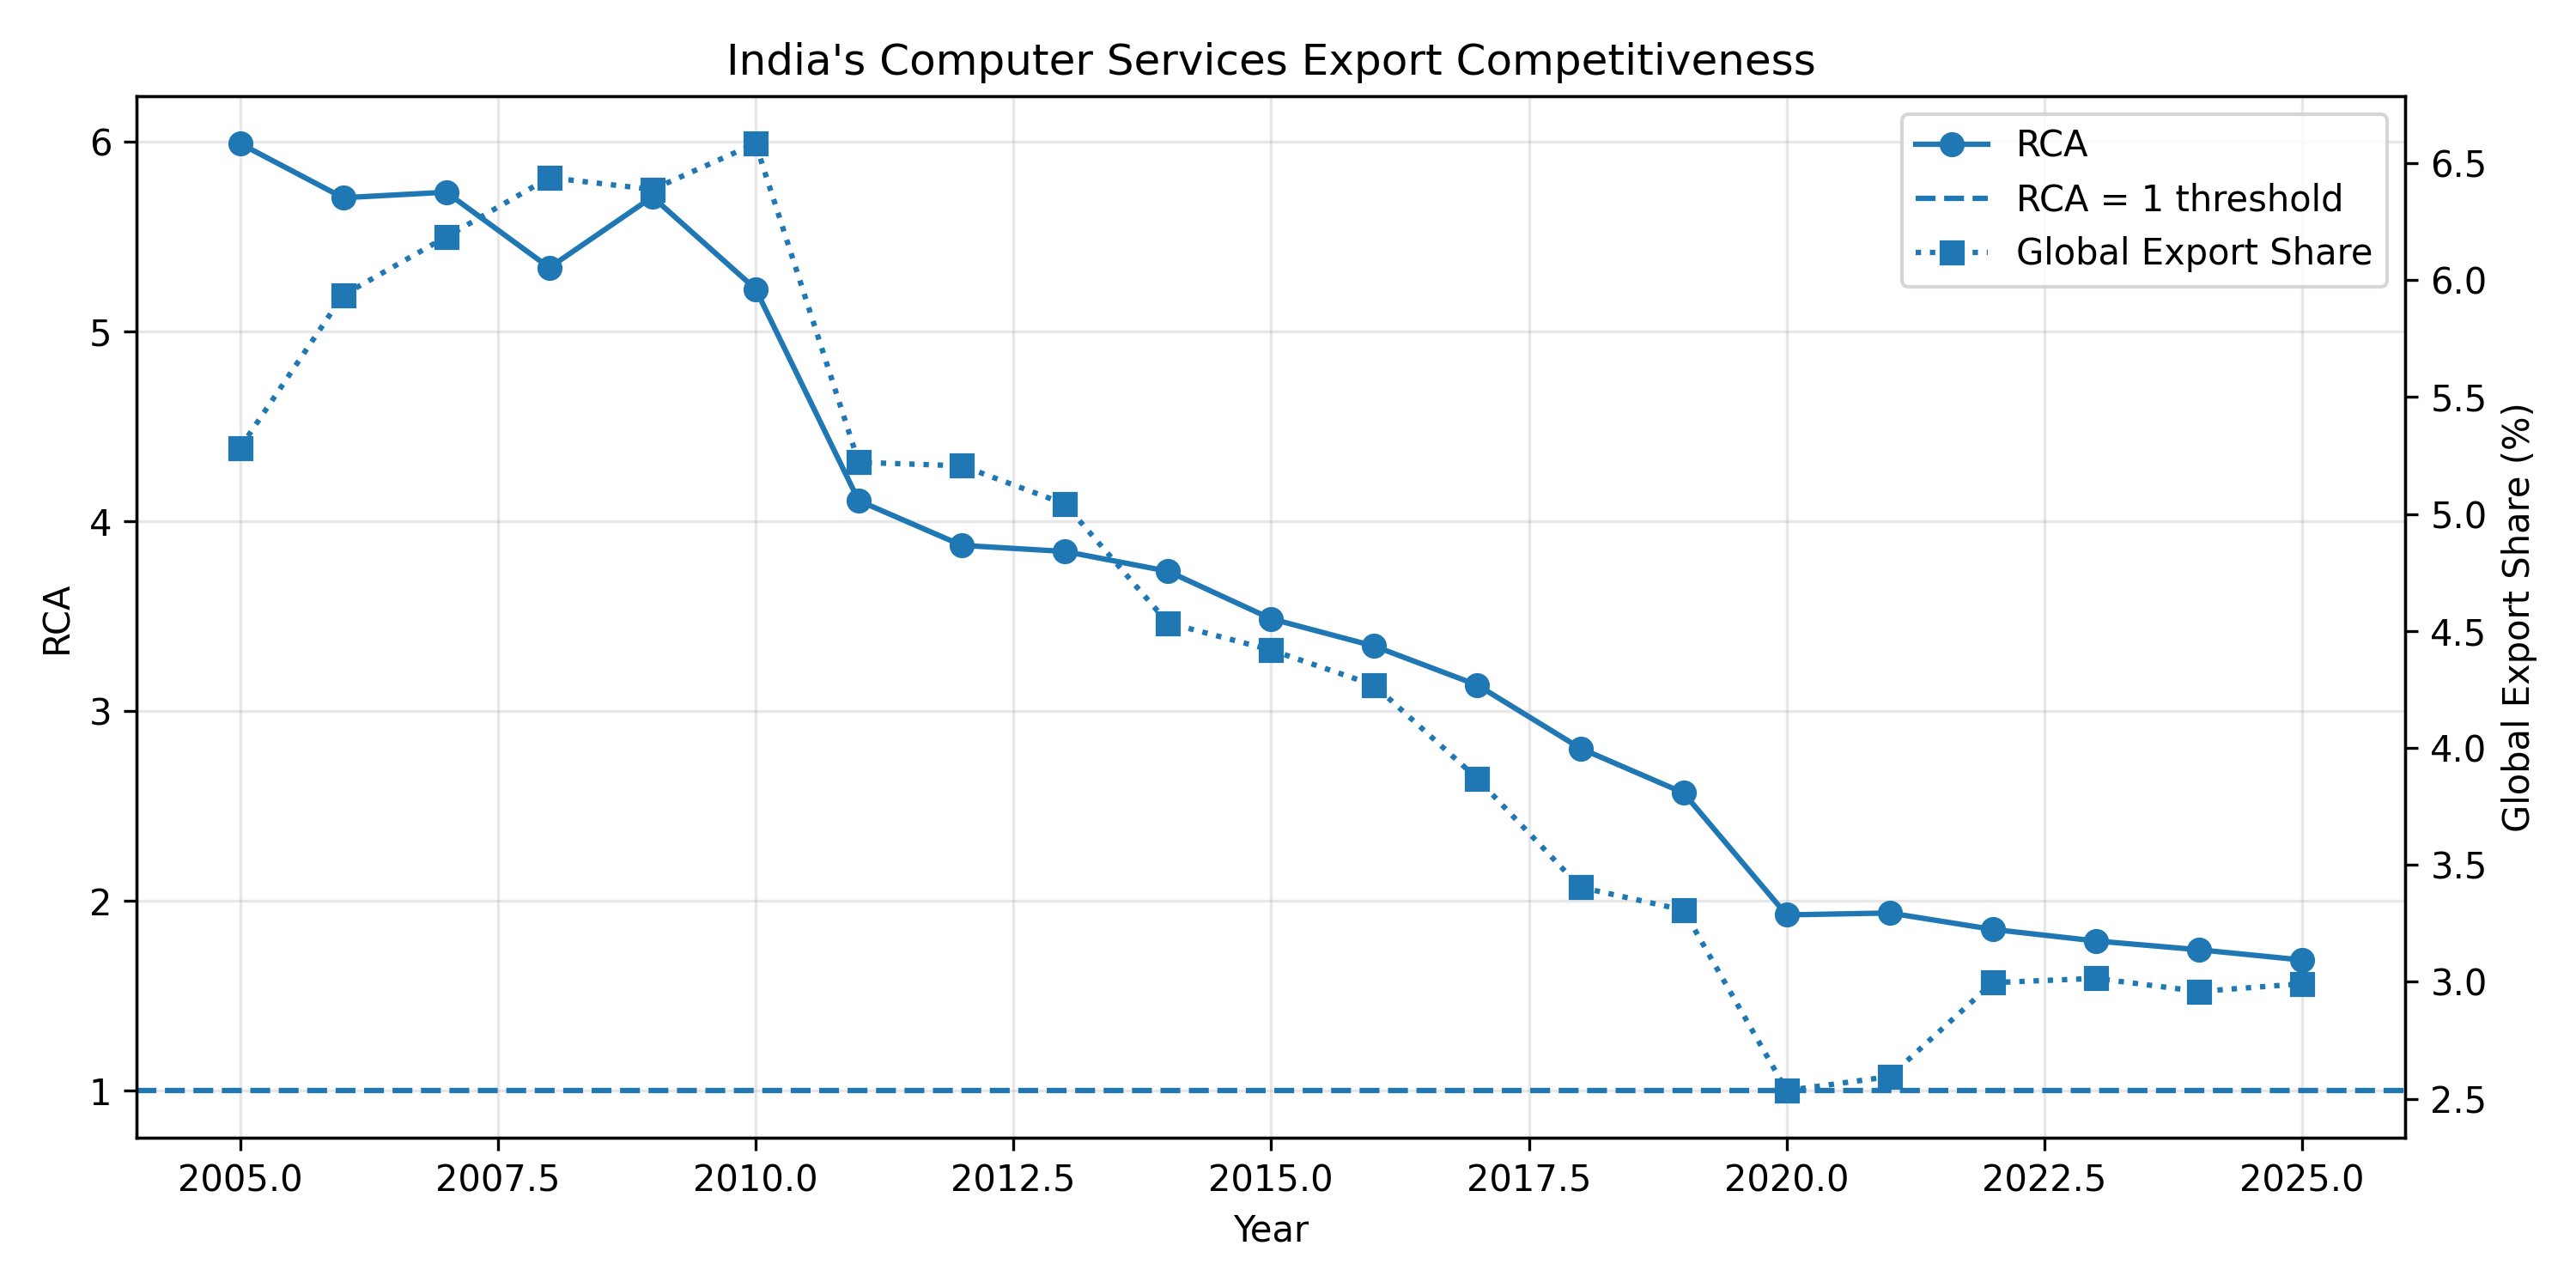 India's Computer Services Export Competitiveness
RCA
RCA = 1 threshold
Global Export Share
6
5
4
3
2
1
RCA
6.5
6.0
5.5
5.0
4.5
4.0
3.5
3.0
2.5
Global Export Share (%)
2005.0 2007.5 2010.0 2012.5 2015.0 2017.5 2020.0 2022.5 2025.0
Year